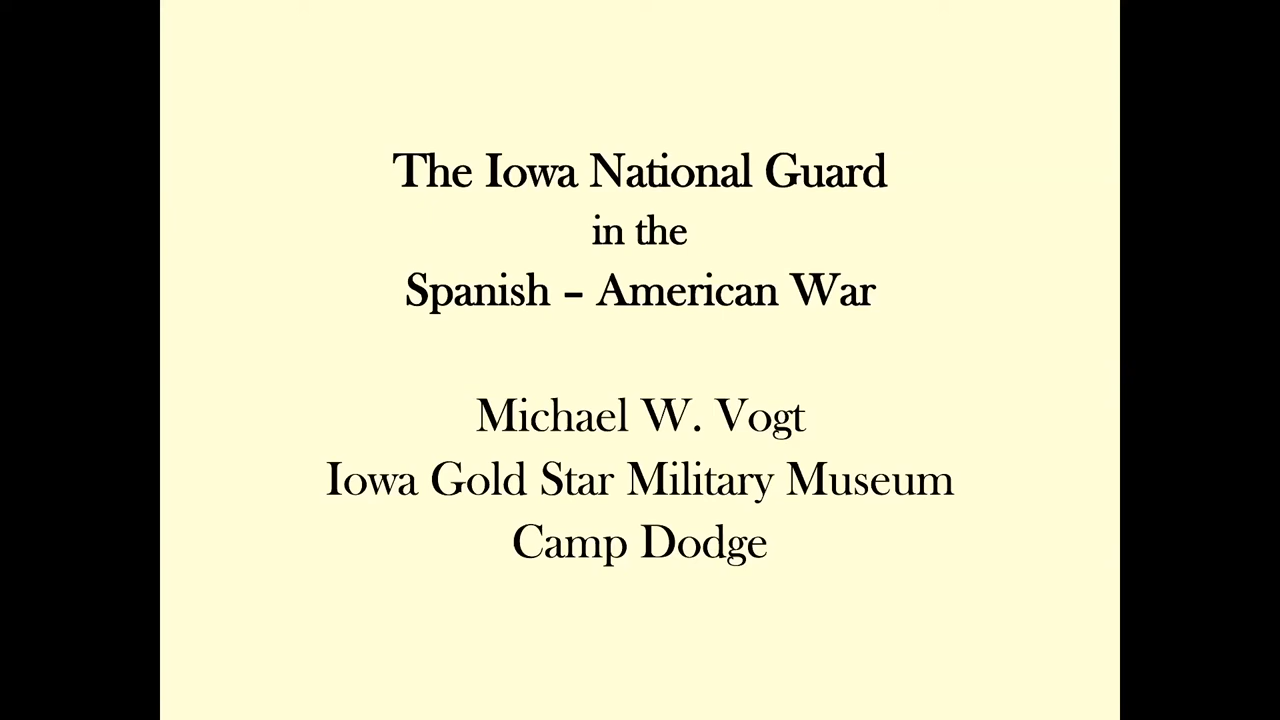 The Iowa National Guard
in the
Spanish – American War
Michael W. Vogt
Iowa Gold Star Military Museum
Camp Dodge